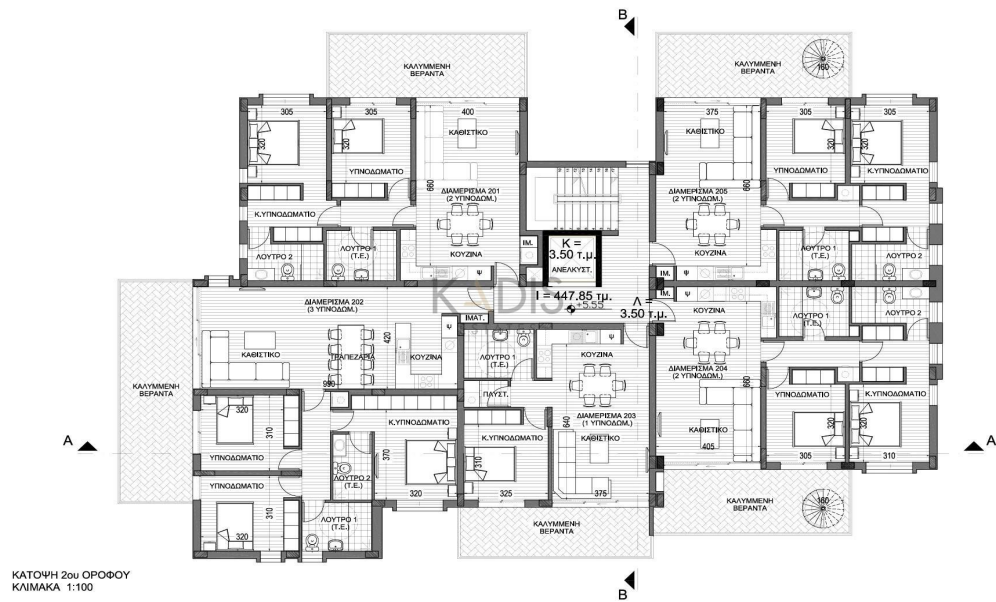 B
ΚΑΛΥΜΜΕΝΗ
ΒΕΡΑΝΤΑ
ΚΑΛΥΜΜΕΝΗ
ΒΕΡΑΝΤΑ
160
305
320
305
320
ΥΠΝΟΔΩΜΑΤΙΟ
400
ΚΑΘΙΣΤΙΚΟ
660
ΔΙΑΜΕΡΙΣΜΑ 201
(2 ΥΠΝΟΔΩΜ.)
Κ.ΥΠΝΟΔΩΜΑΤΙΟ
ΛΟΥΤΡΟ 2
ΛΟΥΤΡΟ 1
(Τ.Ε.)
ΚΟΥΖΙΝΑ
Ψ
ΙΜ.
Κ =
3.50 τ.μ.
ΑΝΕΛΚΥΣΤ.
Ι = 447.85 τμ.
+5.55
Λ =
3.50 τ.μ.
375
ΚΑΘΙΣΤΙΚΟ
660
ΔΙΑΜΕΡΙΣΜΑ 205
(2 ΥΠΝΟΔΩΜ.)
305
320
ΥΠΝΟΔΩΜΑΤΙΟ
305
320
Κ.ΥΠΝΟΔΩΜΑΤΙΟ
ΚΟΥΖΙΝΑ
ΙΜ.
Ψ
ΛΟΥΤΡΟ 1
(Τ.Ε.)
ΛΟΥΤΡΟ 2
KADIS
ΔΙΑΜΕΡΙΣΜΑ 202
(3 ΥΠΝΟΔΩΜ.)
ΙΜΑΤ.
Ψ
ΚΑΘΙΣΤΙΚΟ
ΤΡΑΠΕΖΑΡΙΑ
420
ΚΟΥΖΙΝΑ
990
ΚΑΛΥΜΜΕΝΗ
ΒΕΡΑΝΤΑ
320
310
ΥΠΝΟΔΩΜΑΤΙΟ
ΥΠΝΟΔΩΜΑΤΙΟ
310
320
Κ.ΥΠΝΟΔΩΜΑΤΙΟ
370
320
ΛΟΥΤΡΟ 2
(Τ.Ε.)
ΛΟΥΤΡΟ 1
(Τ.Ε.)
ΛΟΥΤΡΟ 1
(Τ.Ε.)
ΠΛΥΣΤ.
Ψ
ΚΟΥΖΙΝΑ
ΔΙΑΜΕΡΙΣΜΑ 203
(1 ΥΠΝΟΔΩΜ.)
640
ΚΑΘΙΣΤΙΚΟ
375
Κ.ΥΠΝΟΔΩΜΑΤΙΟ
310
325
ΚΑΛΥΜΜΕΝΗ
ΒΕΡΑΝΤΑ
ΙΜ.
Ψ
ΚΟΥΖΙΝΑ
ΔΙΑΜΕΡΙΣΜΑ 204
(2 ΥΠΝΟΔΩΜ.)
660
ΚΑΘΙΣΤΙΚΟ
405
ΛΟΥΤΡΟ 1
(Τ.Ε.)
ΛΟΥΤΡΟ 2
ΥΠΝΟΔΩΜΑΤΙΟ
320
305
Κ.ΥΠΝΟΔΩΜΑΤΙΟ
320
310
ΚΑΛΥΜΜΕΝΗ
ΒΕΡΑΝΤΑ
160
A
A
B
ΚΑΤΟΨΗ 2ου ΟΡΟΦΟΥ
ΚΛΙΜΑΚΑ 1:100